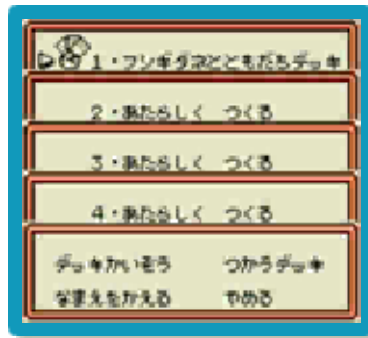 1・フシギダネとともだちデッキ
2・あたらしく つくる
3・あたらしく つくる
4・あたらしく つくる
デッキかいぞう つかうデッキ
なまえをかえる やめる